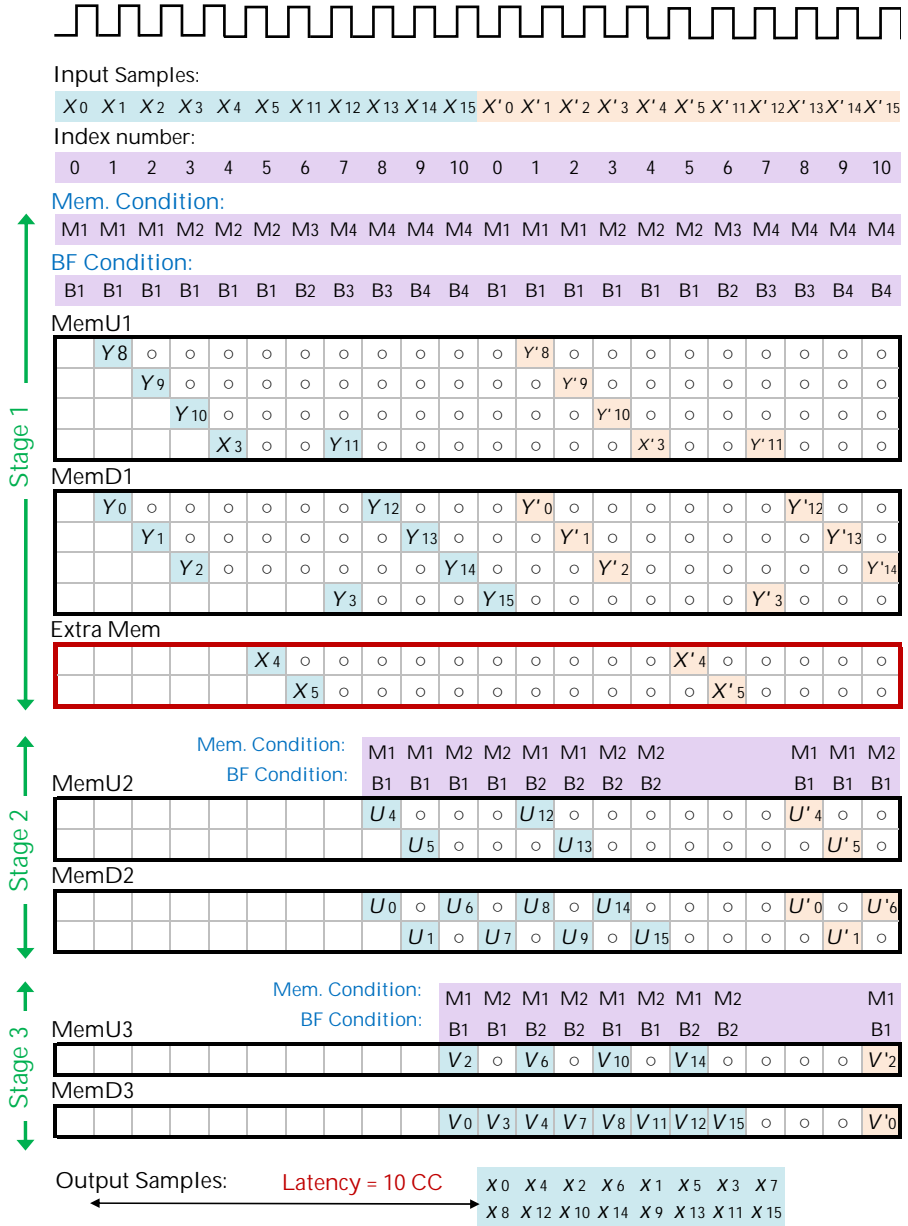 Input Samples:
X0 X1 X2 X3 X4 X5 X11 X12 X13 X14 X15 X'0 X'1 X'2 X'3 X'4 X'5 X'11 X'12 X'13 X'14 X'15
Index number:
0 1 2 3 4 5 6 7 8 9 10 0 1 2 3 4 5 6 7 8 9 10
Mem. Condition:
M1 M1 M1 M2 M2 M2 M3 M4 M4 M4 M4 M1 M1 M1 M2 M2 M2 M3 M4 M4 M4 M4
BF Condition:
B1 B1 B1 B1 B1 B1 B2 B3 B3 B4 B4 B1 B1 B1 B1 B1 B1 B2 B3 B3 B4 B4
Stage 1
MemU1
Y8 ○ ○ ○ ○ ○ ○ ○ ○ ○ ○ Y'8 ○ ○ ○ ○ ○ ○ ○ ○ ○
Y9 ○ ○ ○ ○ ○ ○ ○ ○ ○ ○ Y'9 ○ ○ ○ ○ ○ ○ ○ ○
Y10 ○ ○ ○ ○ ○ ○ ○ ○ ○ ○ Y'10 ○ ○ ○ ○ ○ ○ ○
X3 ○ ○ Y11 ○ ○ ○ ○ ○ ○ ○ X'3 ○ ○ Y'11 ○ ○ ○
MemD1
Y0 ○ ○ ○ ○ ○ ○ Y12 ○ ○ ○ Y'0 ○ ○ ○ ○ ○ ○ Y'12 ○ ○
Y1 ○ ○ ○ ○ ○ ○ Y13 ○ ○ ○ Y'1 ○ ○ ○ ○ ○ ○ Y'13 ○
Y2 ○ ○ ○ ○ ○ ○ Y14 ○ ○ ○ Y'2 ○ ○ ○ ○ ○ ○ Y'14
Y3 ○ ○ ○ Y15 ○ ○ ○ ○ ○ ○ Y'3 ○ ○ ○
Extra Mem
X4 ○ ○ ○ ○ ○ ○ ○ ○ ○ ○ X'4 ○ ○ ○ ○ ○
X5 ○ ○ ○ ○ ○ ○ ○ ○ ○ ○ X'5 ○ ○ ○ ○
Stage 2
Mem. Condition: M1 M1 M2 M2 M1 M1 M2 M2 M1 M1 M2
BF Condition: B1 B1 B1 B1 B2 B2 B2 B2 B1 B1 B1
MemU2
U4 ○ ○ ○ U12 ○ ○ ○ ○ ○ ○ U'4 ○ ○
U5 ○ ○ ○ U13 ○ ○ ○ ○ ○ ○ U'5 ○
MemD2
U0 ○ U6 ○ U8 ○ U14 ○ ○ ○ ○ U'0 ○ U'6
U1 ○ U7 ○ U9 ○ U15 ○ ○ ○ ○ U'1 ○
Stage 3
Mem. Condition: M1 M2 M1 M2 M1 M2 M1 M2 M1
BF Condition: B1 B1 B2 B2 B1 B1 B2 B2 B1
MemU3
V2 ○ V6 ○ V10 ○ V14 ○ ○ ○ ○ V'2
MemD3
V0 V3 V4 V7 V8 V11 V12 V15 ○ ○ ○ V'0
Output Samples: Latency = 10 CC X0 X4 X2 X6 X1 X5 X3 X7
X8 X12 X10 X14 X9 X13 X11 X15